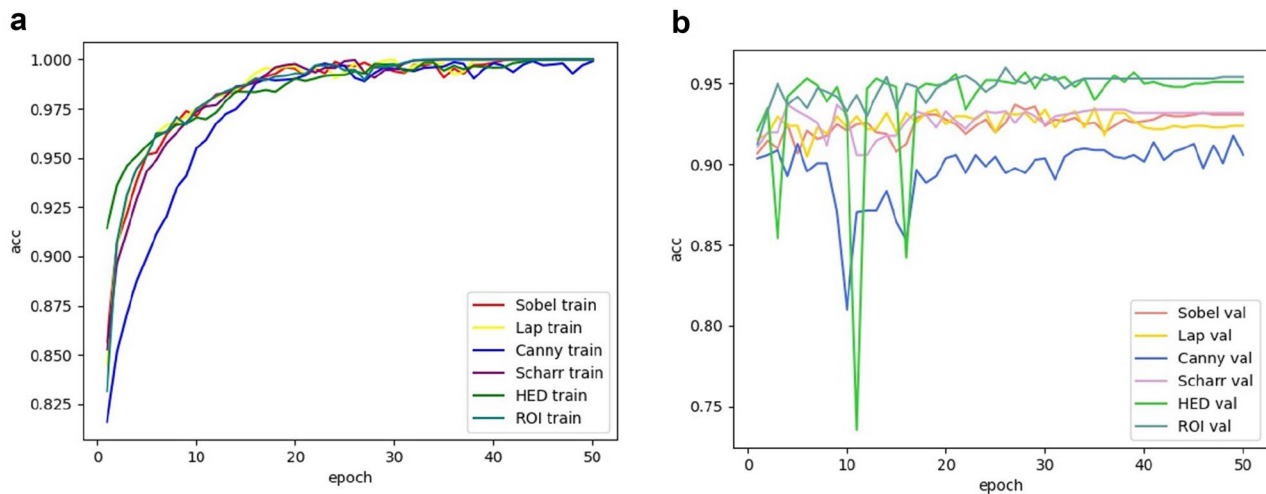 a
1.000
0.975
0.950
0.925
0.900
0.875
0.850
0.825
acc
0 10 20 30 40 50
epoch
Sobel train
Lap train
Canny train
Scharr train
HED train
ROI train
b
0.95
0.90
0.85
0.80
0.75
acc
0 10 20 30 40 50
epoch
Sobel val
Lap val
Canny val
Scharr val
HED val
ROI val